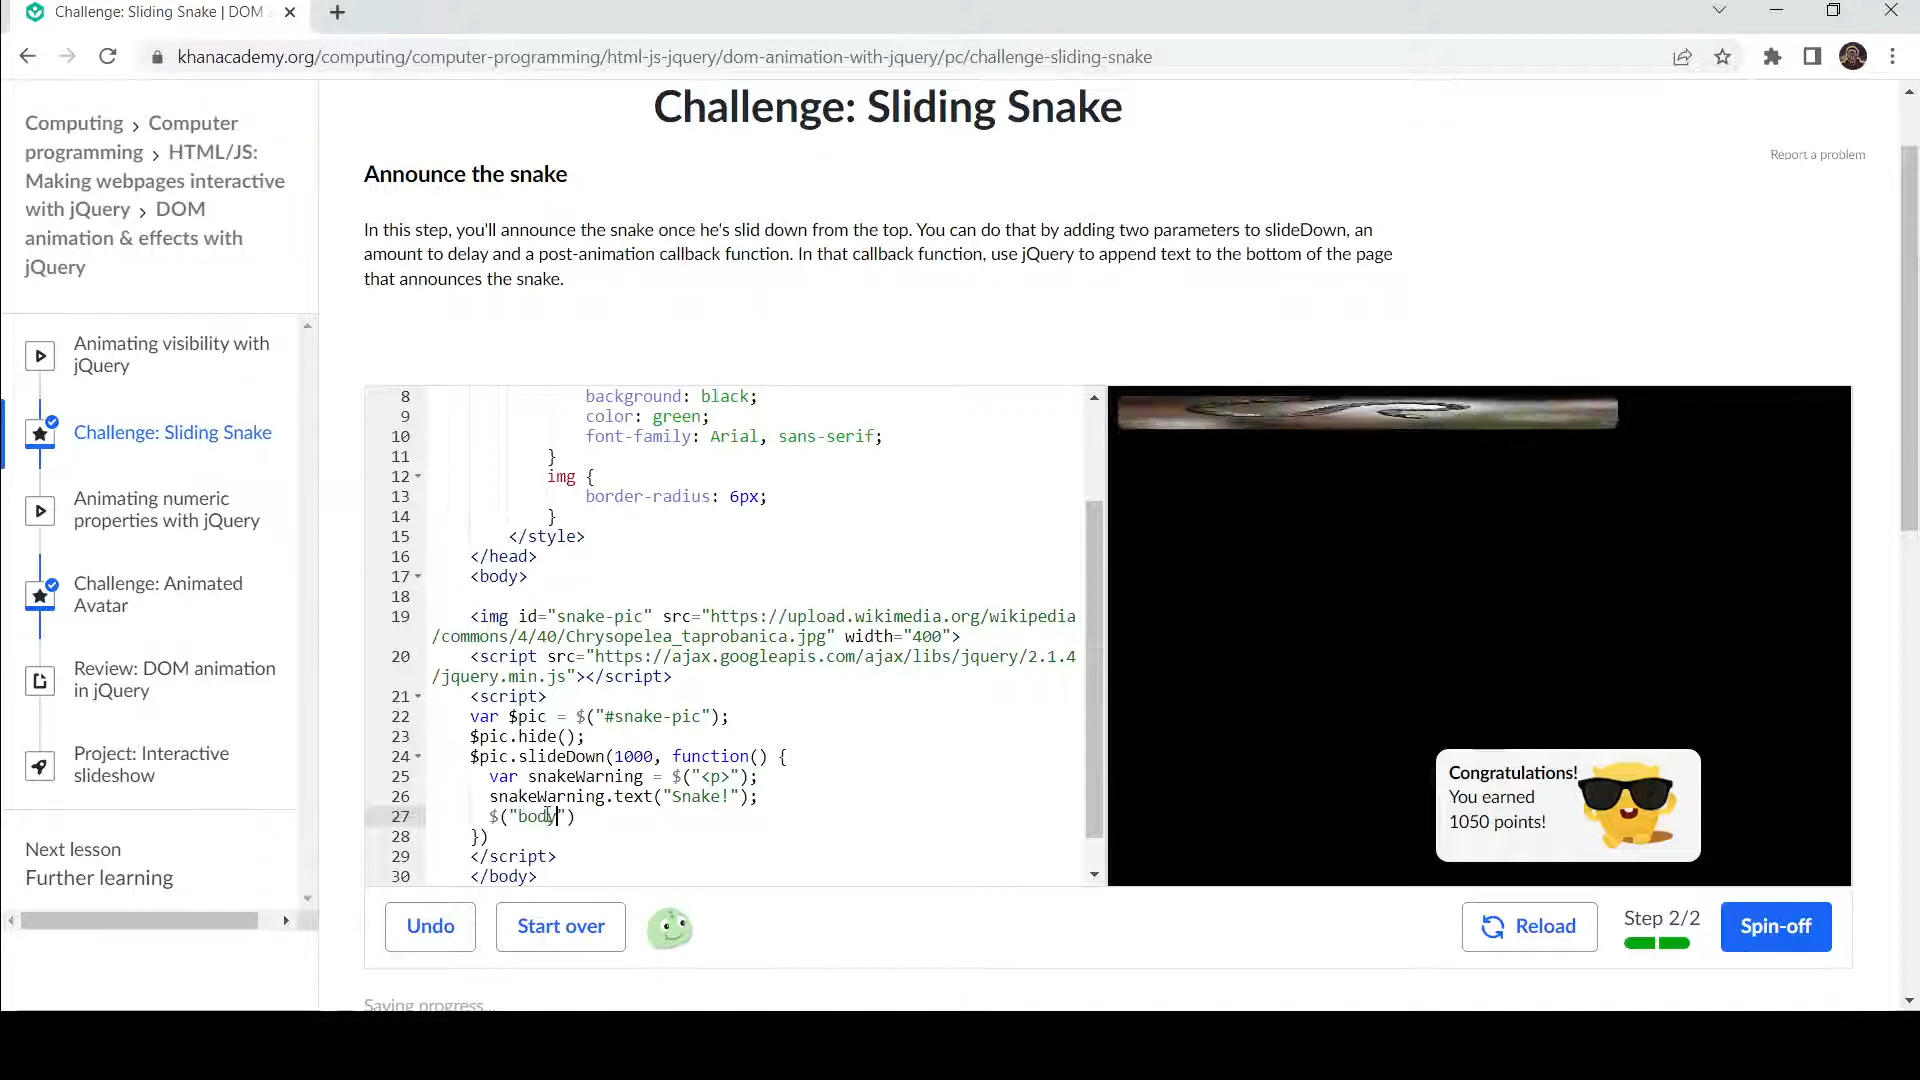 Challenge: Sliding Snake | DOM
khanacademy.org/computing/computer-programming/html-js-jquery/dom-animation-with-jquery/pc/challenge-sliding-snake
Computing > Computer
programming > HTML/JS:
Making webpages interactive
with jQuery > DOM
animation & effects with
jQuery
Animating visibility with
jQuery
Challenge: Sliding Snake
Animating numeric
properties with jQuery
Challenge: Animated
Avatar
Review: DOM animation
in jQuery
Project: Interactive
slideshow
Next lesson
Further learning
Challenge: Sliding Snake
Report a problem
Announce the snake
In this step, you'll announce the snake once he's slid down from the top. You can do that by adding two parameters to slideDown, an
amount to delay and a post-animation callback function. In that callback function, use jQuery to append text to the bottom of the page
that announces the snake.
8 background: black;
9 color: green;
10 font-family: Arial, sans-serif;
11 }
12 img {
13 border-radius: 6px;
14 }
15 </style>
16 </head>
17 <body>
18
19 <img id="snake-pic" src="https://upload.wikimedia.org/wikipedia
/commons/4/40/Chrysopelea_taprobanica.jpg" width="400">
20 <script src="https://ajax.googleapis.com/ajax/libs/jquery/2.1.4
/jquery.min.js"></script>
21 <script>
22 var $pic = $("#snake-pic");
23 $pic.hide();
24 $pic.slideDown(1000, function() {
25 var snakeWarning = $("<p>");
26 snakeWarning.text("Snake!");
27 $("body")
28 })
29 </script>
30 </body>
Congratulations!
You earned
1050 points!
Undo
Start over
Reload
Step 2/2
Spin-off
Saving progress...